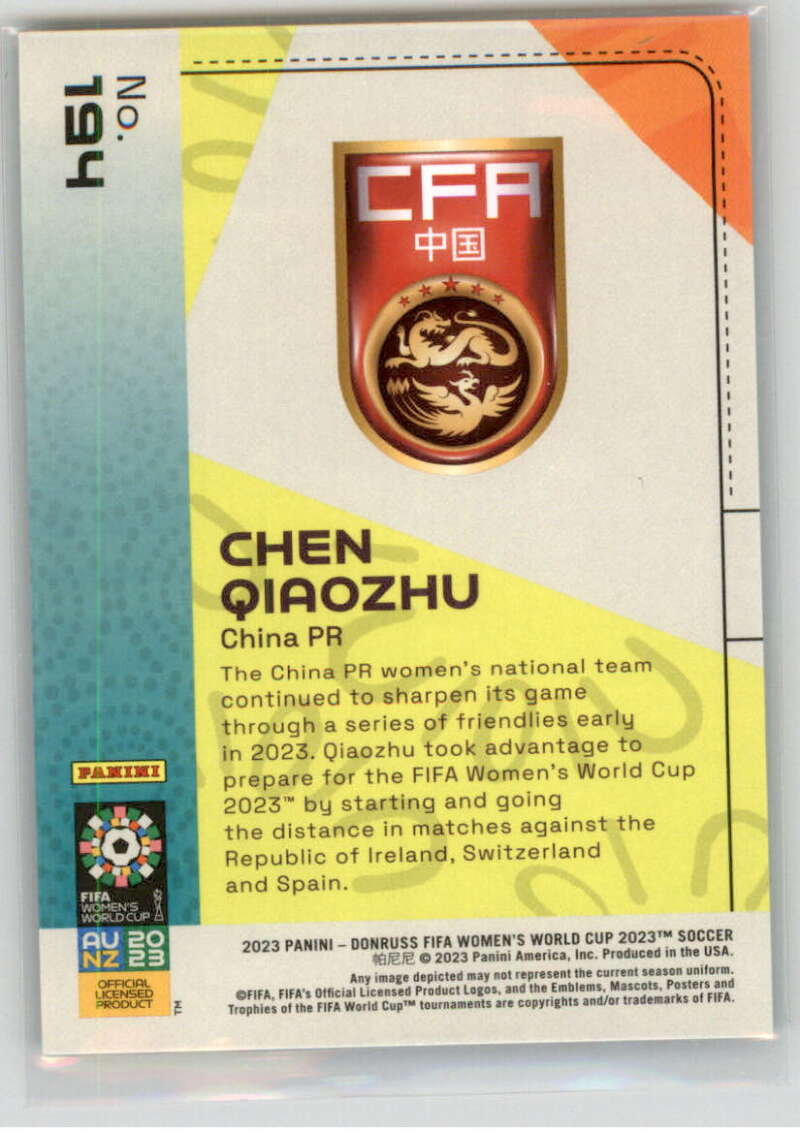 No.
194
CFA
中国
CHEN
QIAOZHU
China PR
The China PR women's national team
continued to sharpen its game
through a series of friendlies early
in 2023. Qiaozhu took advantage to
prepare for the FIFA Women's World Cup
2023™ by starting and going
the distance in matches against the
Republic of Ireland, Switzerland
and Spain.
PANINI
FIFA
WOMEN'S
WORLD CUP
AU 20
NZ 23
OFFICIAL
LICENSED
PRODUCT
TM
2023 PANINI – DONRUSS FIFA WOMEN'S WORLD CUP 2023™ SOCCER
帕尼尼 © 2023 Panini America, Inc. Produced in the USA.
Any image depicted may not represent the current season uniform.
©FIFA, FIFA's Official Licensed Product Logos, and the Emblems, Mascots, Posters and
Trophies of the FIFA World Cup™ tournaments are copyrights and/or trademarks of FIFA.